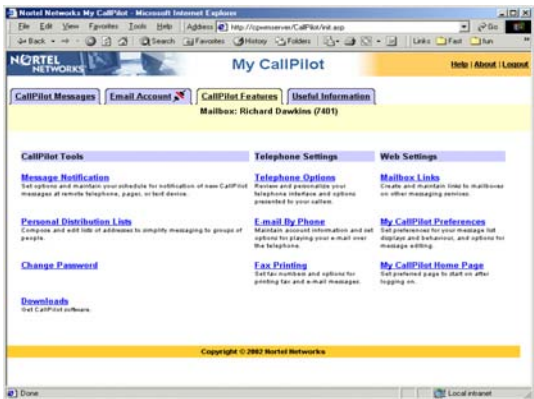 Nortel Networks My CallPilot - Microsoft Internet Explorer
File Edit View Favorites Tools Help Address http://cpwesserver/CallPilot/init.asp Go
Back Search Favorites History Folders Links Fast fun
NORTEL NETWORKS My CallPilot Help | About | Logout
CallPilot Messages Email Account CallPilot Features Useful Information
Mailbox: Richard Dawkins (7401)
CallPilot Tools Telephone Settings Web Settings
Message Notification
Set options and maintain your schedule for notification of new CallPilot
messages at remote telephone, pager, or text device.
Personal Distribution Lists
Compose and edit lists of addresses to simplify messaging to groups of
people.
Change Password
Downloads
Get CallPilot software.
Telephone Options
Review and personalize your
telephone interface and options
presented to your callers.
E-mail By Phone
Maintain account information and set
options for playing your e-mail over
the telephone.
Fax Printing
Set fax numbers and options for
printing fax and e-mail messages.
Mailbox Links
Create and maintain links to mailboxes
on other messaging services.
My CallPilot Preferences
Set preferences for your message list
displays and behaviour, and options for
message editing.
My CallPilot Home Page
Set preferred page to start on after
logging on.
Copyright © 2002 Nortel Networks
Done Local intranet